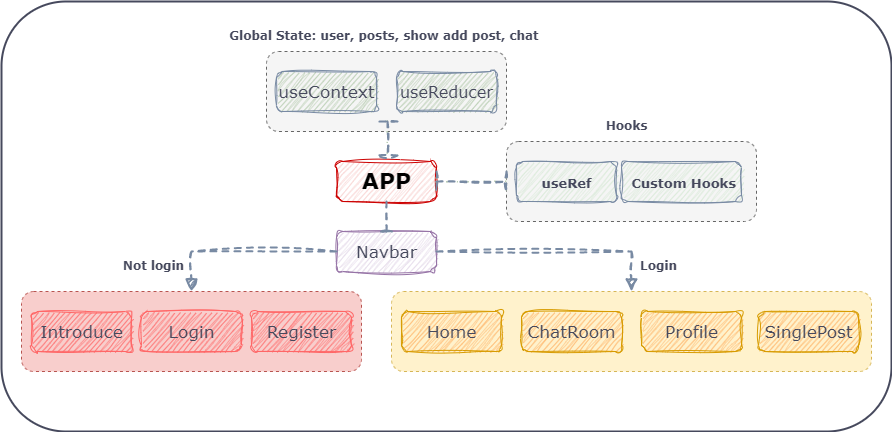 Global State: user, posts, show add post, chat
useContext
useReducer
Hooks
APP
useRef
Custom Hooks
Navbar
Not login
Login
Introduce
Login
Register
Home
ChatRoom
Profile
SinglePost